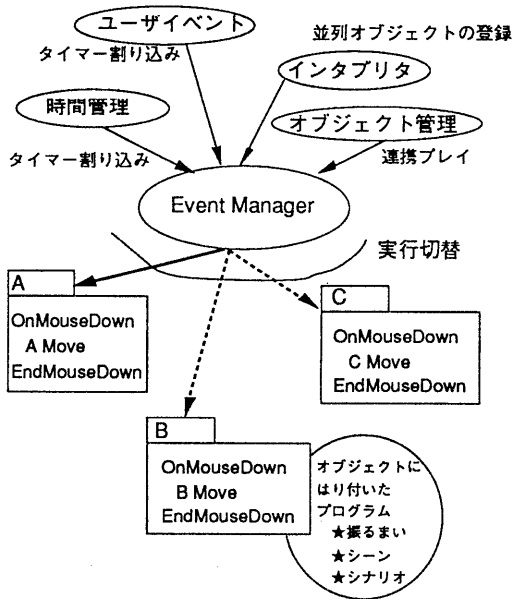 ユーザイベント
タイマー割り込み
並列オブジェクトの登録
インタプリタ
時間管理
オブジェクト管理
タイマー割り込み
連携プレイ
Event Manager
実行切替
A
OnMouseDown
A Move
EndMouseDown
C
OnMouseDown
C Move
EndMouseDown
B
OnMouseDown
B Move
EndMouseDown
オブジェクトに
はり付いた
プログラム
★振るまい
★シーン
★シナリオ